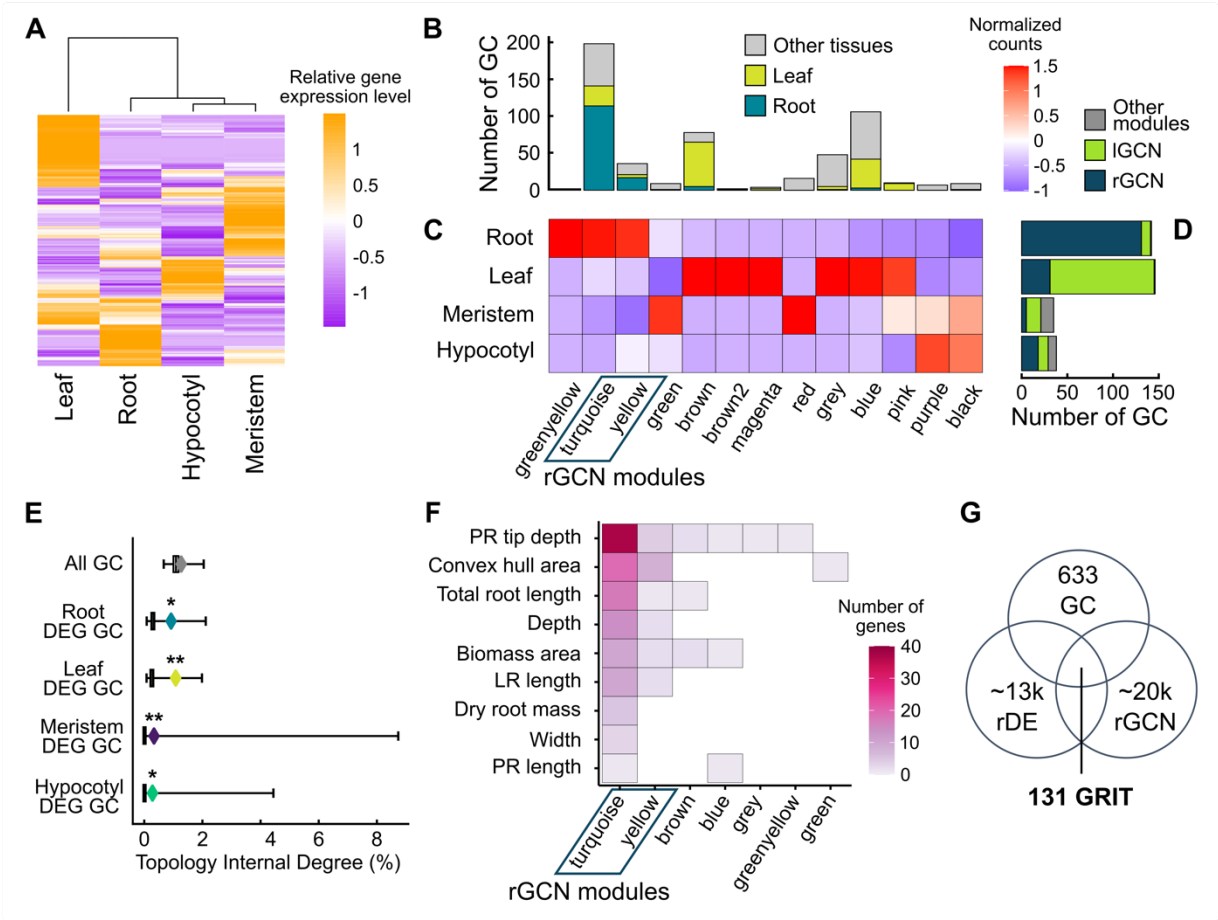 A
Relative gene
expression level
1
0.5
0
-0.5
-1
Leaf
Root
Hypocotyl
Meristem
B
Number of GC
200
150
100
50
0
Other tissues
Leaf
Root
Normalized
counts
1.5
1
0.5
0
-0.5
-1
Other
modules
lGCN
rGCN
C
Root
Leaf
Meristem
Hypocotyl
greenyellow
turquoise
yellow
green
brown
brown2
magenta
red
grey
blue
pink
purple
black
rGCN modules
D
0
50
100
150
Number of GC
E
All GC
Root
DEG GC
*
Leaf
DEG GC
**
Meristem
DEG GC
**
Hypocotyl
DEG GC
*
0
2
4
6
8
Topology Internal Degree (%)
F
PR tip depth
Convex hull area
Total root length
Depth
Biomass area
LR length
Dry root mass
Width
PR length
turquoise
yellow
brown
blue
grey
greenyellow
green
rGCN modules
Number of
genes
40
30
20
10
0
G
633
GC
~13k
rDE
~20k
rGCN
131 GRIT